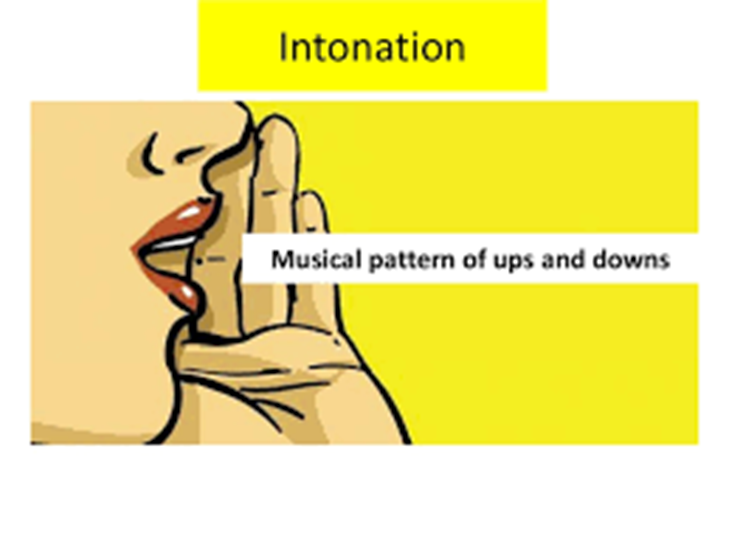 Intonation
Musical pattern of ups and downs